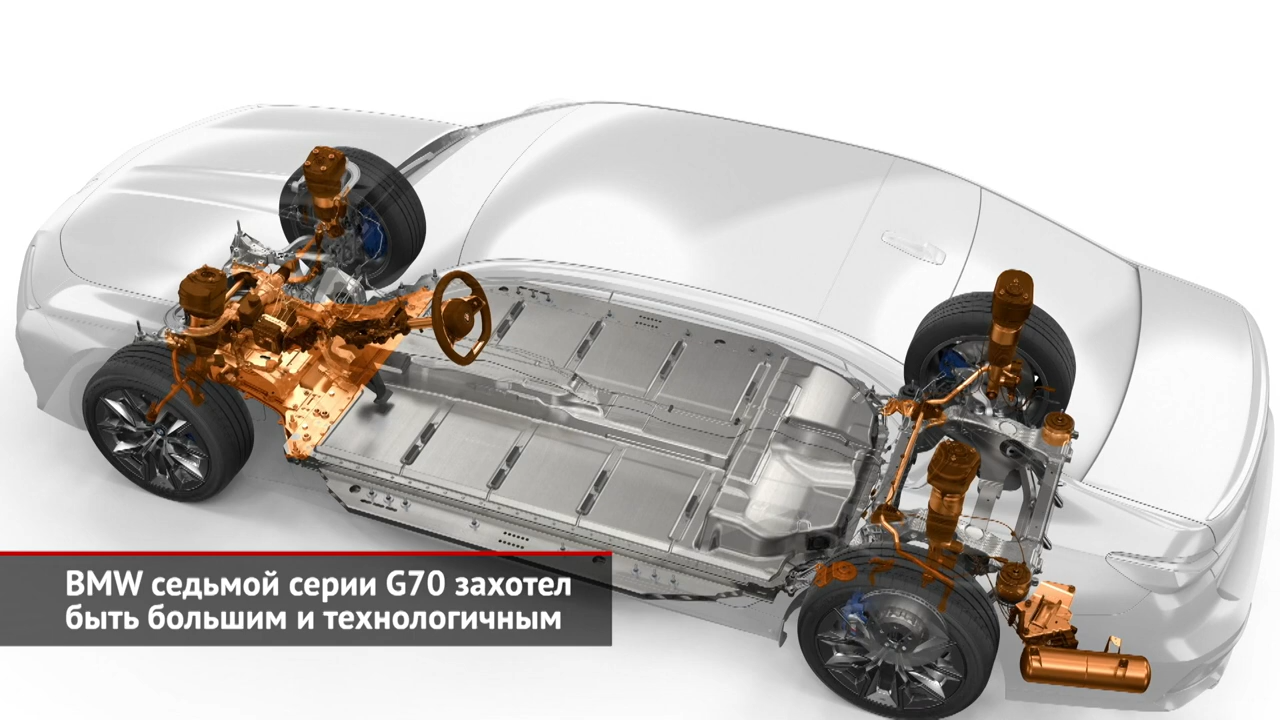 BMW седьмой серии G70 захотел
быть большим и технологичным